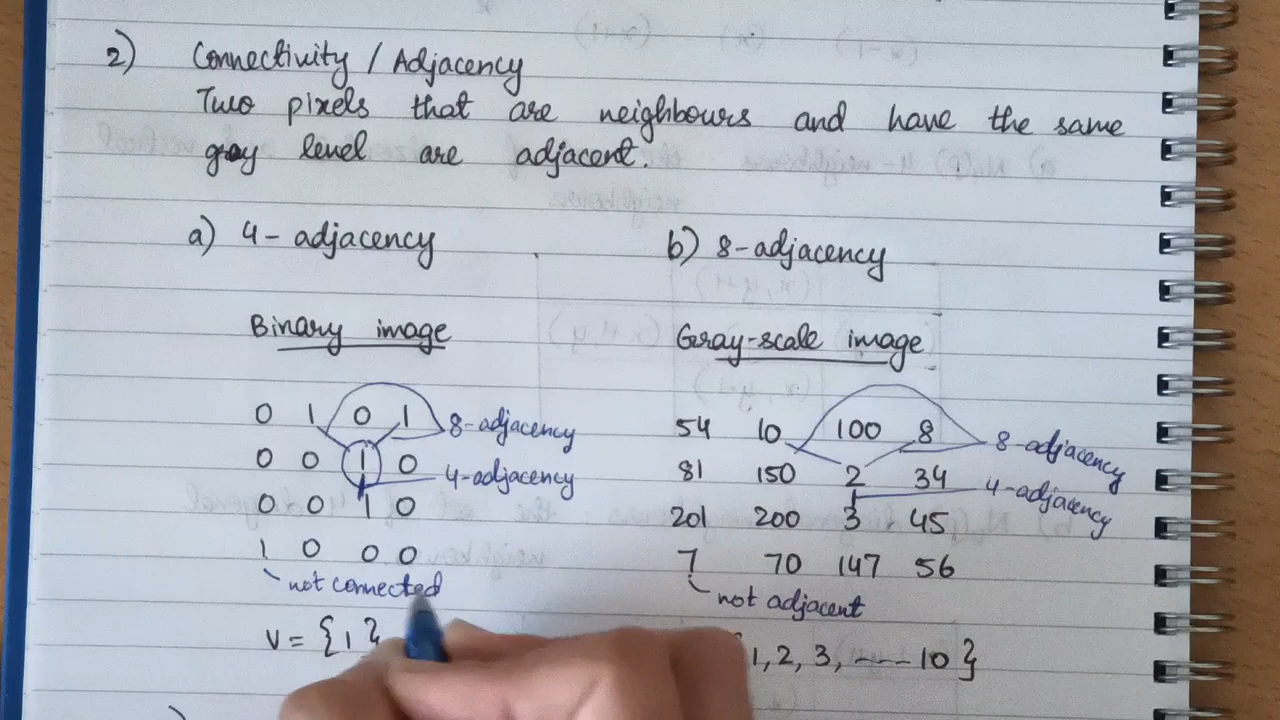 2) Connectivity / Adjacency
Two pixels that are neighbours and have the same
gray level are adjacent.
a) 4-adjacency
b) 8-adjacency
Binary image
0 1 0 1 8-adjacency
0 0 1 0 4-adjacency
0 0 1 0
1 0 0 0
not connected
V = {1}
Gray-scale image
54 10 100 8 8-adjacency
81 150 2 34 4-adjacency
201 200 3 45
7 70 147 56
not adjacent
1, 2, 3, ---- 10 }